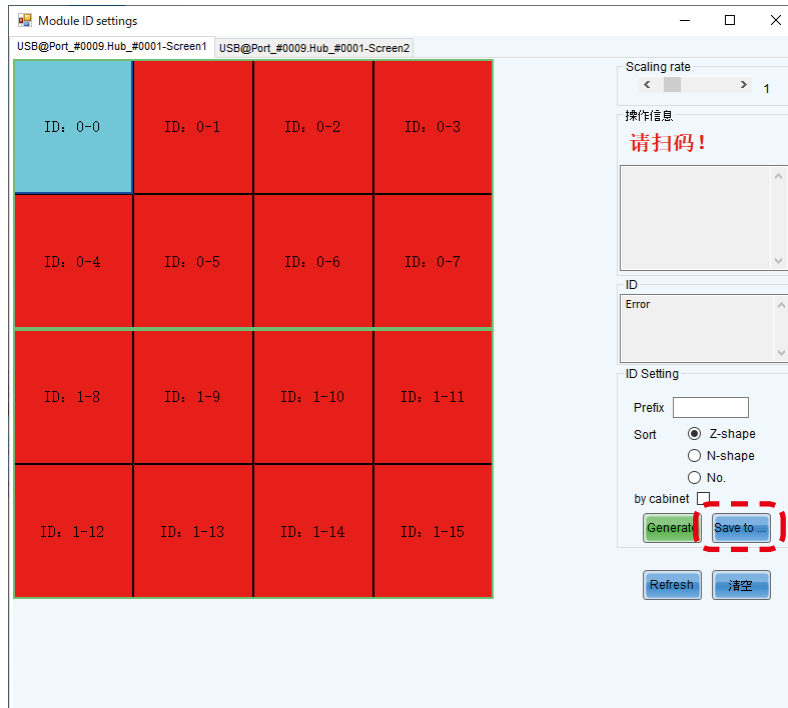 Module ID settings
USB@Port_#0009.Hub_#0001-Screen1
USB@Port_#0009.Hub_#0001-Screen2
ID: 0-0
ID: 0-1
ID: 0-2
ID: 0-3
ID: 0-4
ID: 0-5
ID: 0-6
ID: 0-7
ID: 1-8
ID: 1-9
ID: 1-10
ID: 1-11
ID: 1-12
ID: 1-13
ID: 1-14
ID: 1-15
Scaling rate
1
操作信息
请扫码!
ID
Error
ID Setting
Prefix
Sort
Z-shape
N-shape
No.
by cabinet
Generate
Save to ...
Refresh
清空